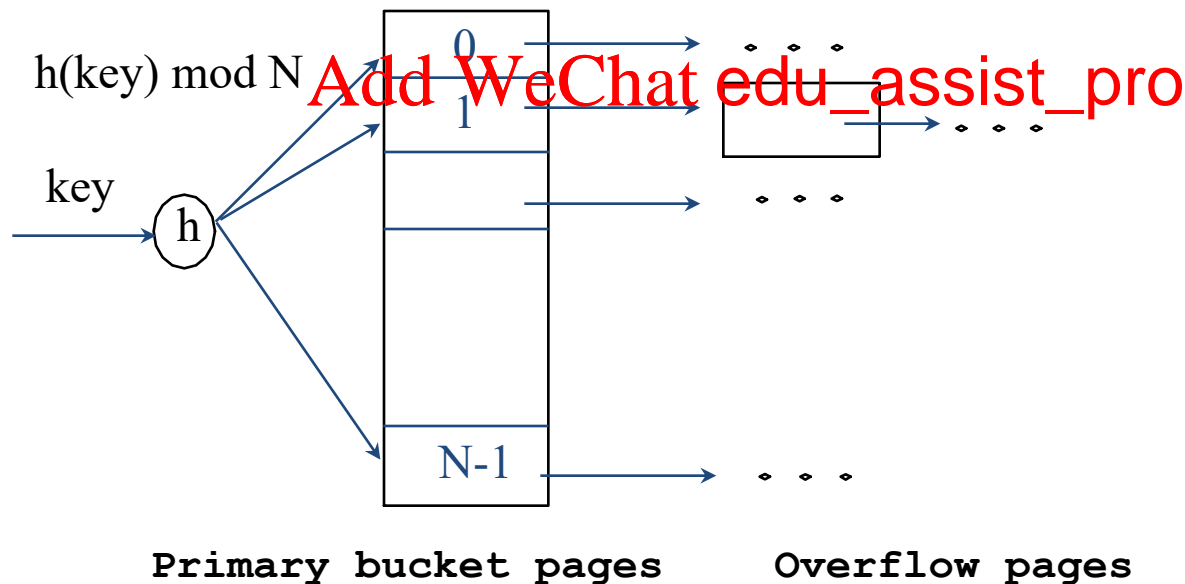 0
h(key) mod N
Add WeChat edu_assist_pro
1
key
h
N-1
Primary bucket pages
Overflow pages